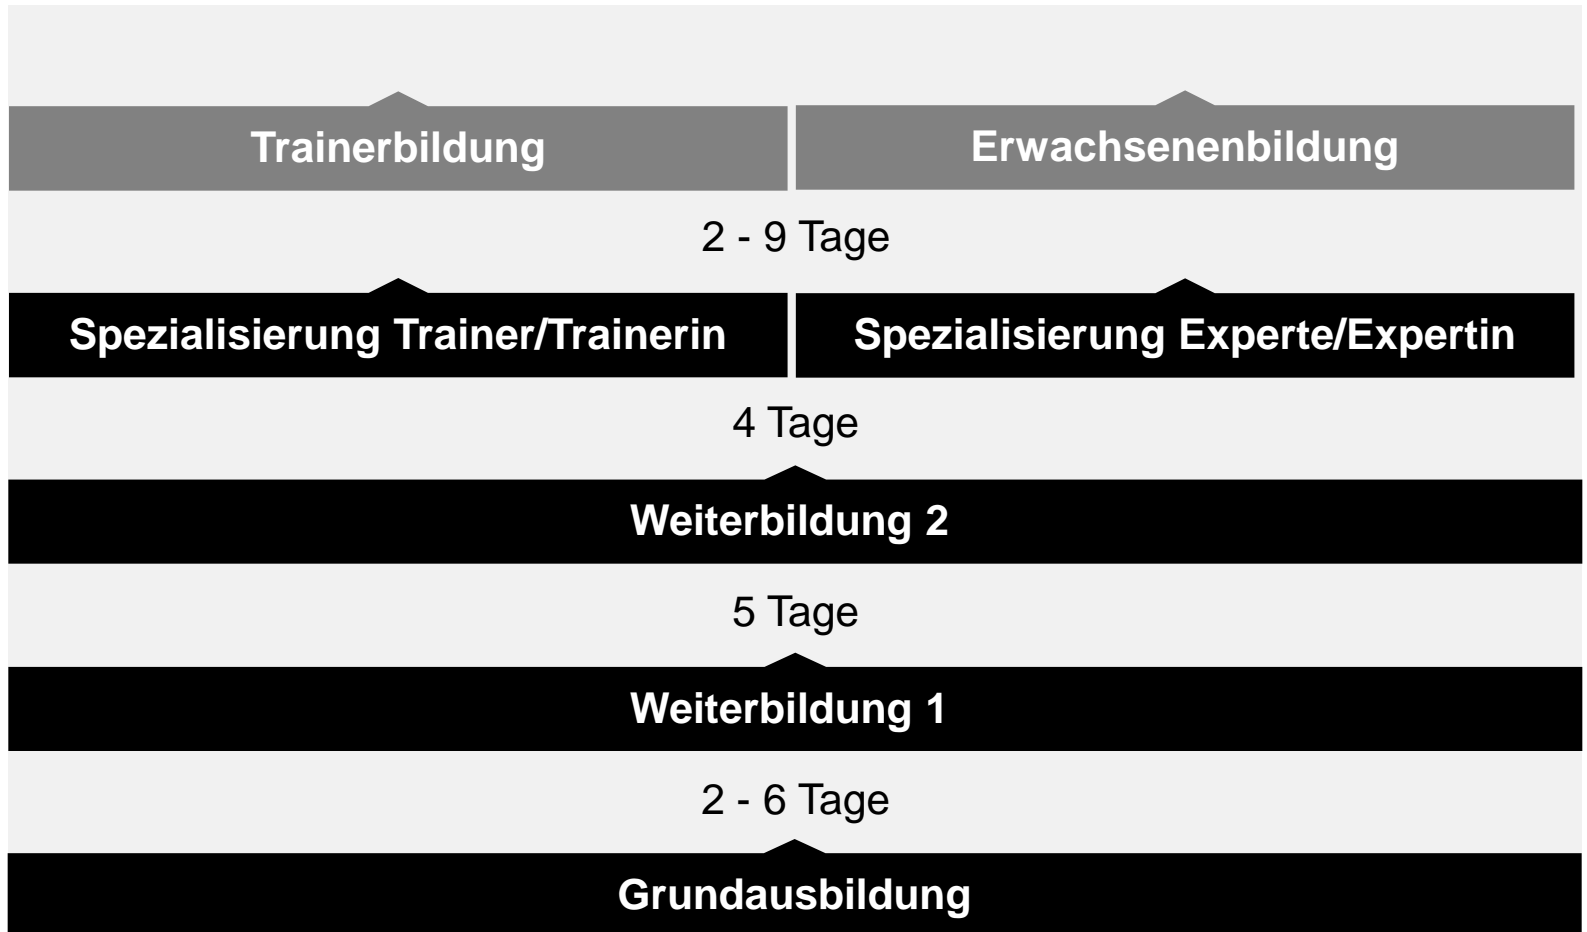 Trainerbildung
Erwachsenenbildung
2 - 9 Tage
Spezialisierung Trainer/Trainerin
Spezialisierung Experte/Expertin
4 Tage
Weiterbildung 2
5 Tage
Weiterbildung 1
2 - 6 Tage
Grundausbildung